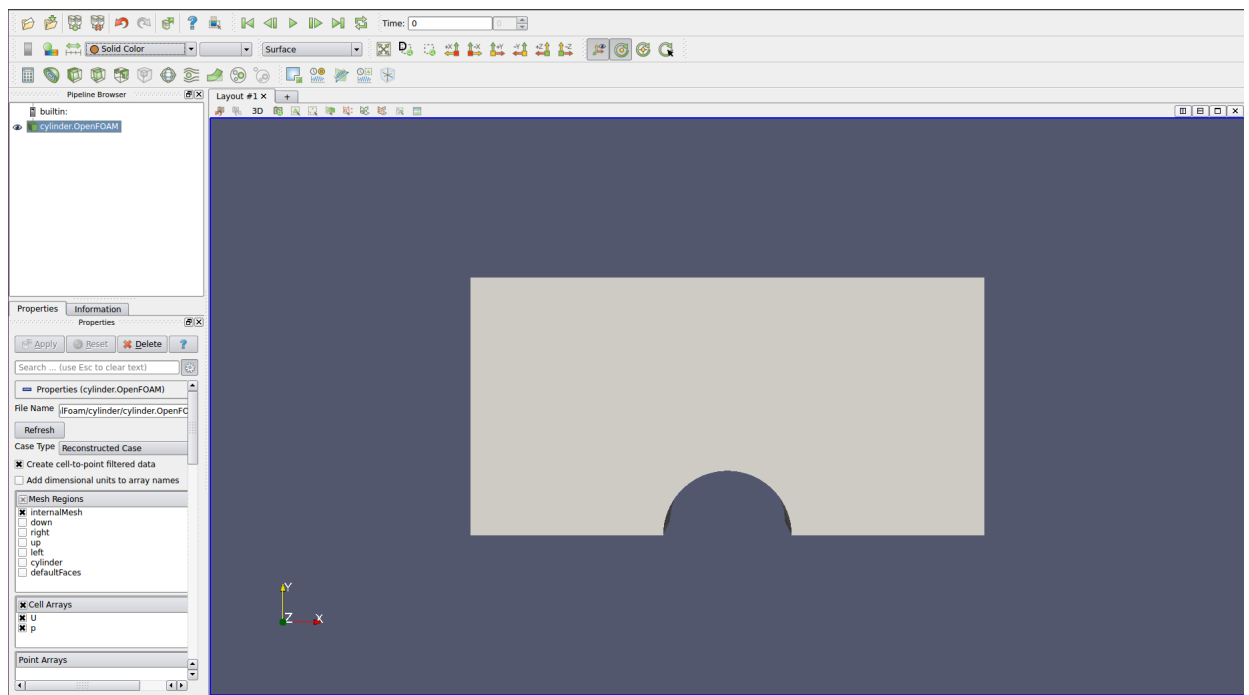 Time: 0 0
Solid Color Surface
Pipeline Browser
builtin:
cylinder.OpenFOAM
Layout #1 × +
3D
Properties Information
Properties
Apply Reset Delete ?
Search ... (use Esc to clear text)
Properties (cylinder.OpenFOAM)
File Name lFoam/cylinder/cylinder.OpenFO
Refresh
Case Type Reconstructed Case
Create cell-to-point filtered data
Add dimensional units to array names
Mesh Regions
internalMesh
down
right
up
left
cylinder
defaultFaces
Cell Arrays
U
p
Point Arrays
Y
Z X